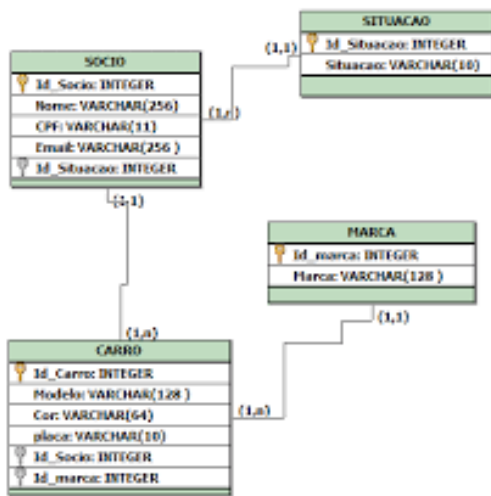 SOCIO
Id_Socio: INTEGER
Nome: VARCHAR(256)
CPF: VARCHAR(11)
Email: VARCHAR(256 )
Id_Situacao: INTEGER
(1,1)
(1,n)
SITUACAO
Id_Situacao: INTEGER
Situacao: VARCHAR(10)
(1,1)
MARCA
Id_marca: INTEGER
Marca: VARCHAR(128 )
(1,1)
(1,n)
CARRO
Id_Carro: INTEGER
Modelo: VARCHAR(128 )
Cor: VARCHAR(64)
placa: VARCHAR(10)
Id_Socio: INTEGER
Id_marca: INTEGER
(1,n)